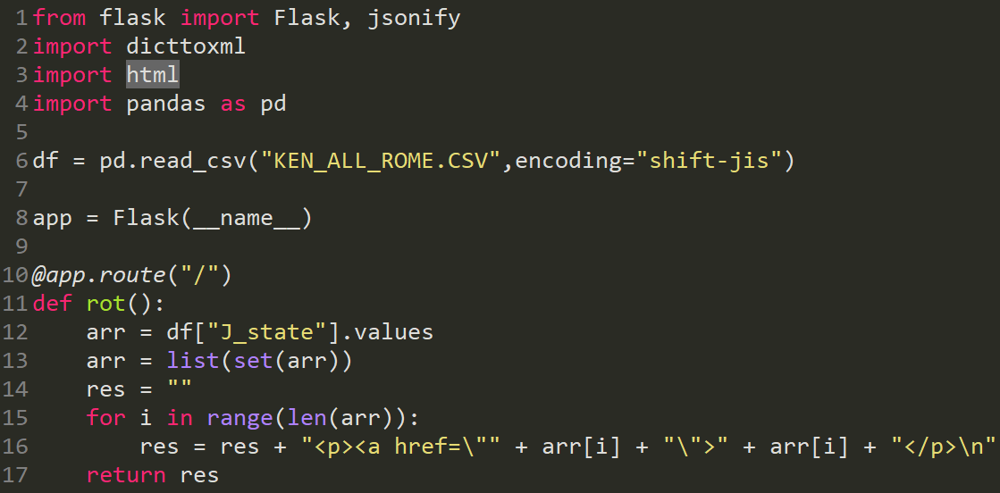 1 from flask import Flask, jsonify
2 import dicttoxml
3 import html
4 import pandas as pd
5
6 df = pd.read_csv("KEN_ALL_ROME.CSV",encoding="shift-jis")
7
8 app = Flask(__name__)
9
10 @app.route("/")
11 def rot():
12     arr = df["J_state"].values
13     arr = list(set(arr))
14     res = ""
15     for i in range(len(arr)):
16         res = res + "<p><a href=\"" + arr[i] + "\">" + arr[i] + "</p>\n"
17     return res